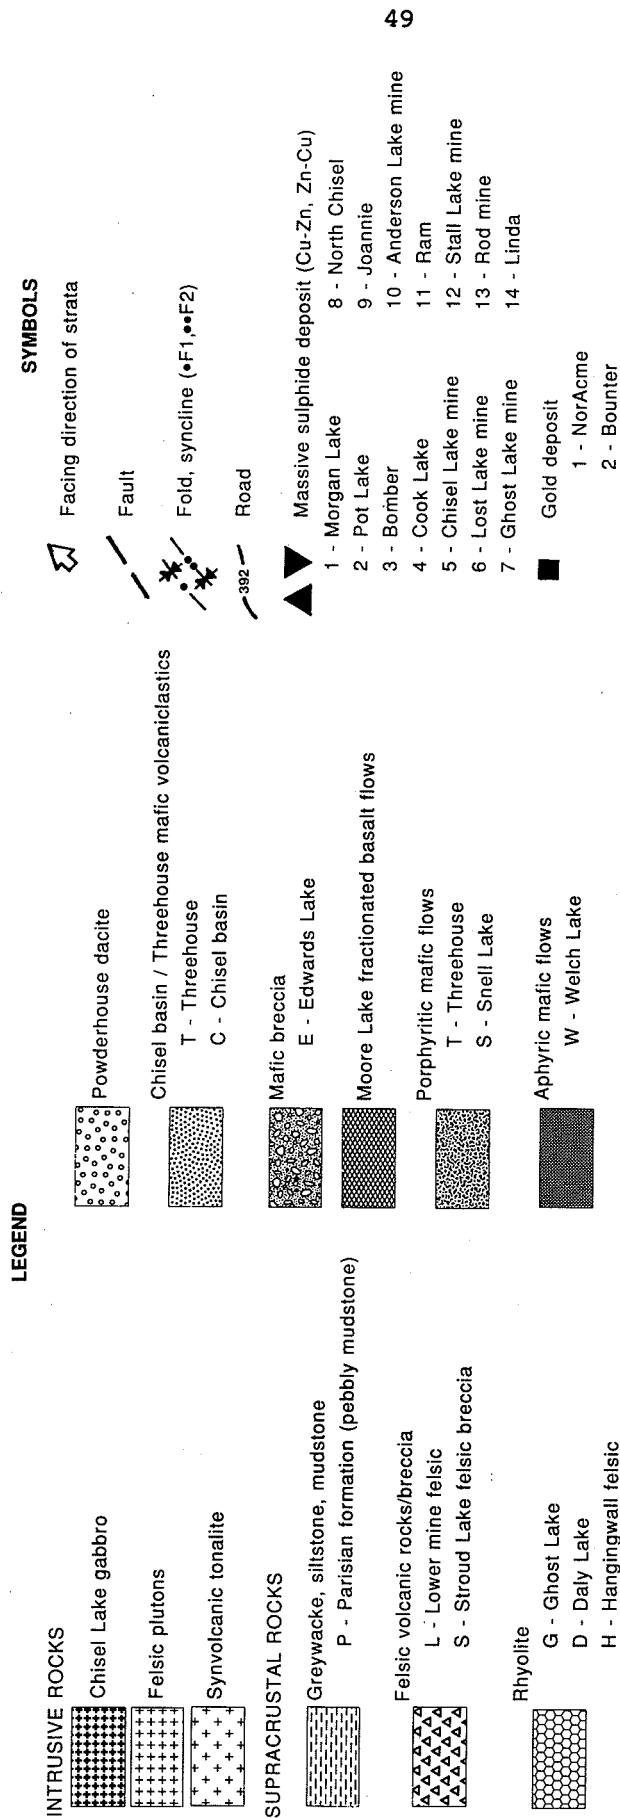 49
LEGEND
INTRUSIVE ROCKS
Chisel Lake gabbro
Felsic plutons
Synvolcanic tonalite
SUPRACRUSTAL ROCKS
Greywacke, siltstone, mudstone
P - Parisian formation (pebbly mudstone)
Felsic volcanic rocks/breccia
L - Lower mine felsic
S - Stroud Lake felsic breccia
Rhyolite
G - Ghost Lake
D - Daly Lake
H - Hangingwall felsic
Powderhouse dacite
Chisel basin / Threehouse mafic volcaniclastics
T - Threehouse
C - Chisel basin
Mafic breccia
E - Edwards Lake
Moore Lake fractionated basalt flows
Porphyritic mafic flows
T - Threehouse
S - Snell Lake
Aphyric mafic flows
W - Welch Lake
SYMBOLS
Facing direction of strata
Fault
Fold, syncline (•F1,••F2)
392 Road
Massive sulphide deposit (Cu-Zn, Zn-Cu)
1 - Morgan Lake
2 - Pot Lake
3 - Bomber
4 - Cook Lake
5 - Chisel Lake mine
6 - Lost Lake mine
7 - Ghost Lake mine
8 - North Chisel
9 - Joannie
10 - Anderson Lake mine
11 - Ram
12 - Stall Lake mine
13 - Rod mine
14 - Linda
Gold deposit
1 - NorAcme
2 - Bounter